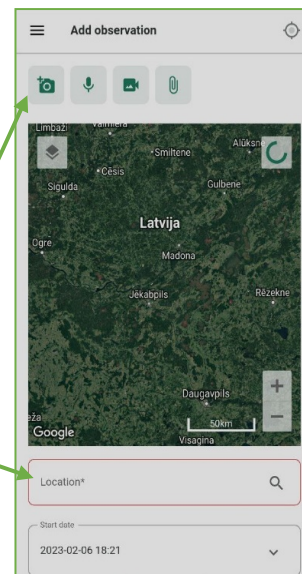 Add observation
Limbaži
Valmiera
Smiltene
Alūksne
Cēsis
Sigulda
Gulbene
Latvija
Ogre
Madona
Jēkabpils
Rēzekne
Daugavpils
50km
eža
Google
Visagina
Location*
Start date
2023-02-06 18:21